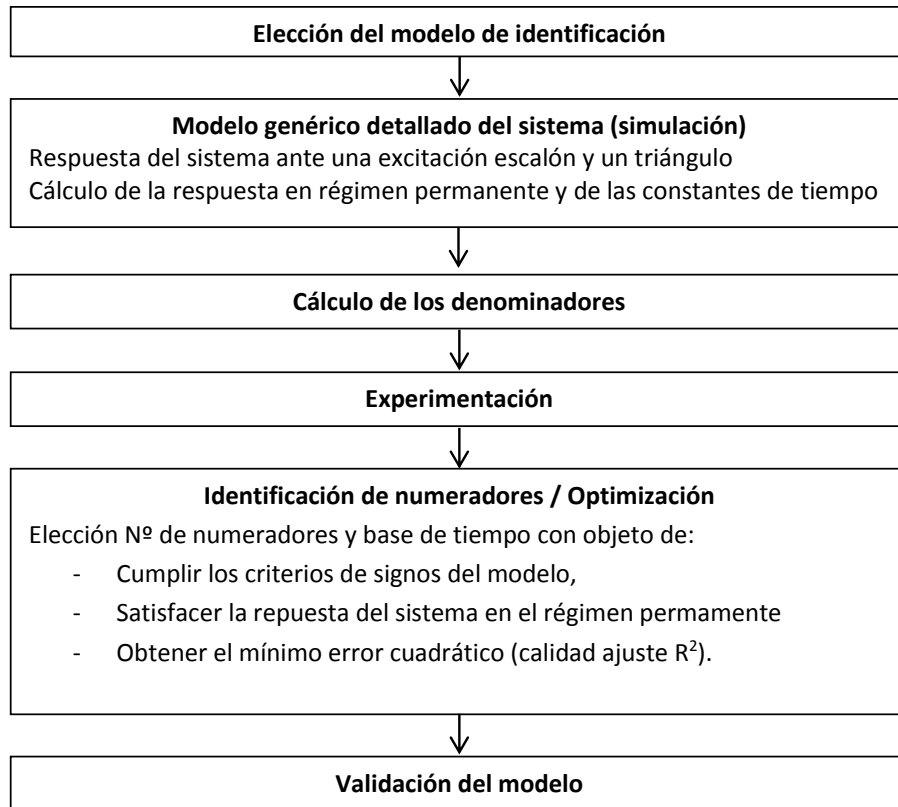 Elección del modelo de identificación
Modelo genérico detallado del sistema (simulación)
Respuesta del sistema ante una excitación escalón y un triángulo
Cálculo de la respuesta en régimen permanente y de las constantes de tiempo
Cálculo de los denominadores
Experimentación
Identificación de numeradores / Optimización
Elección Nº de numeradores y base de tiempo con objeto de:
- Cumplir los criterios de signos del modelo,
- Satisfacer la repuesta del sistema en el régimen permamente
- Obtener el mínimo error cuadrático (calidad ajuste R²).
Validación del modelo